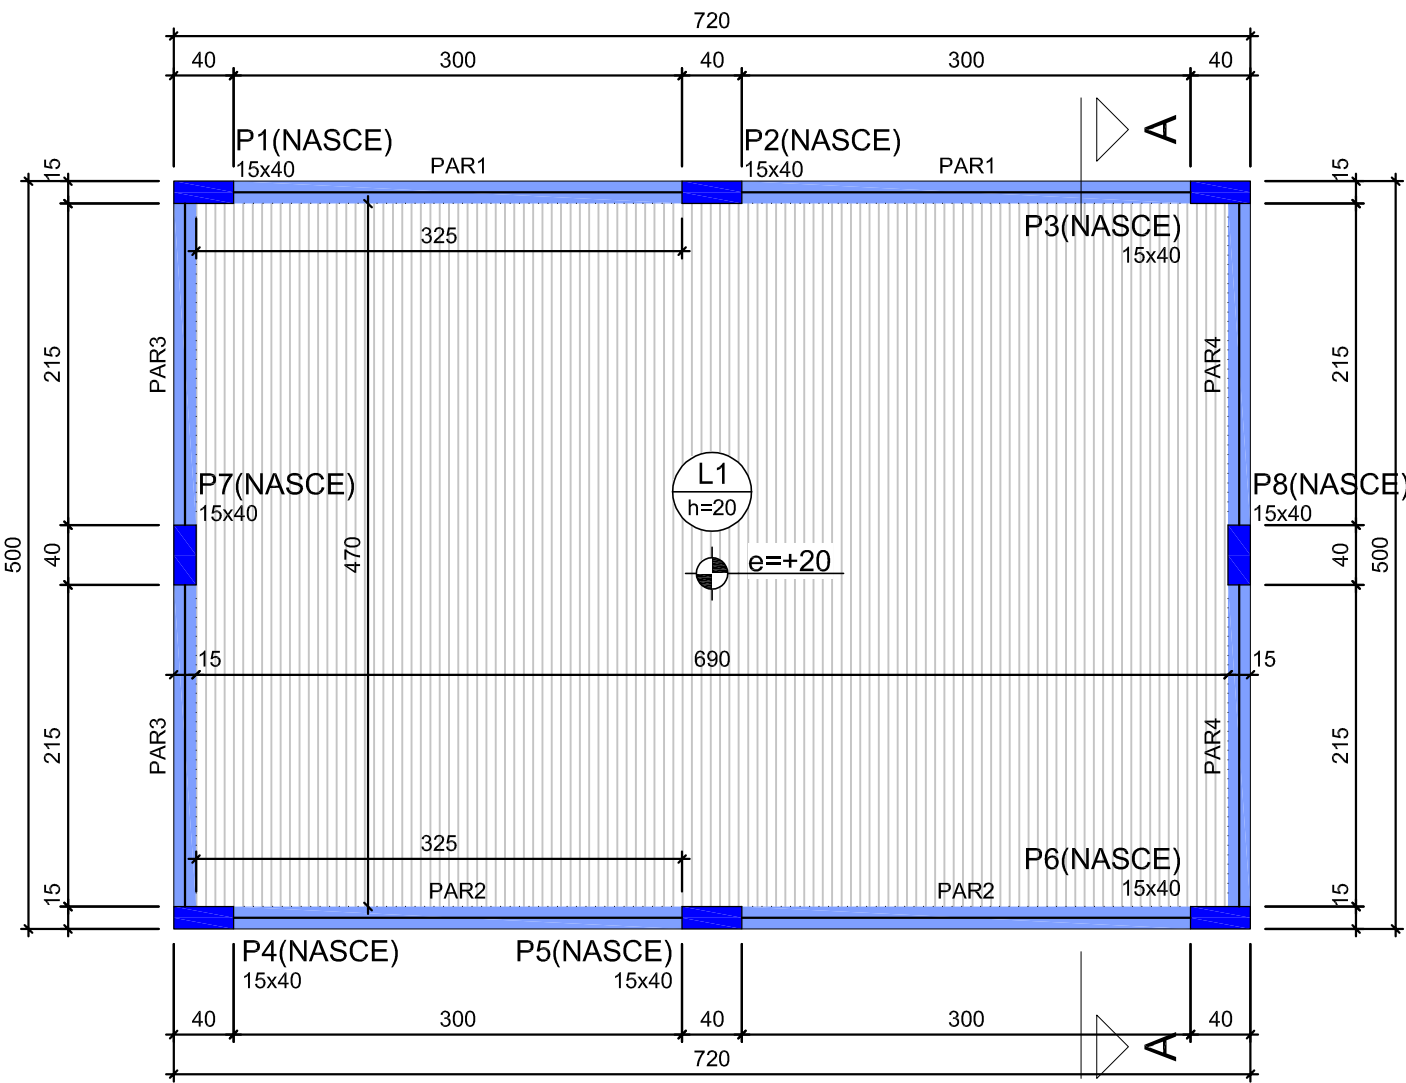 720
40 300 40 300 40
P1(NASCE)
15x40
PAR1
P2(NASCE)
15x40
PAR1
A
15
15
P3(NASCE)
15x40
325
215
PAR3
PAR4
215
L1
h=20
P7(NASCE)
15x40
P8(NASCE)
15x40
500
40
470
e=+20
40
500
15 690 15
215
PAR3
PAR4
215
325
P6(NASCE)
15x40
15
PAR2
PAR2
15
P4(NASCE)
15x40
P5(NASCE)
15x40
40 300 40 300 40
A
720